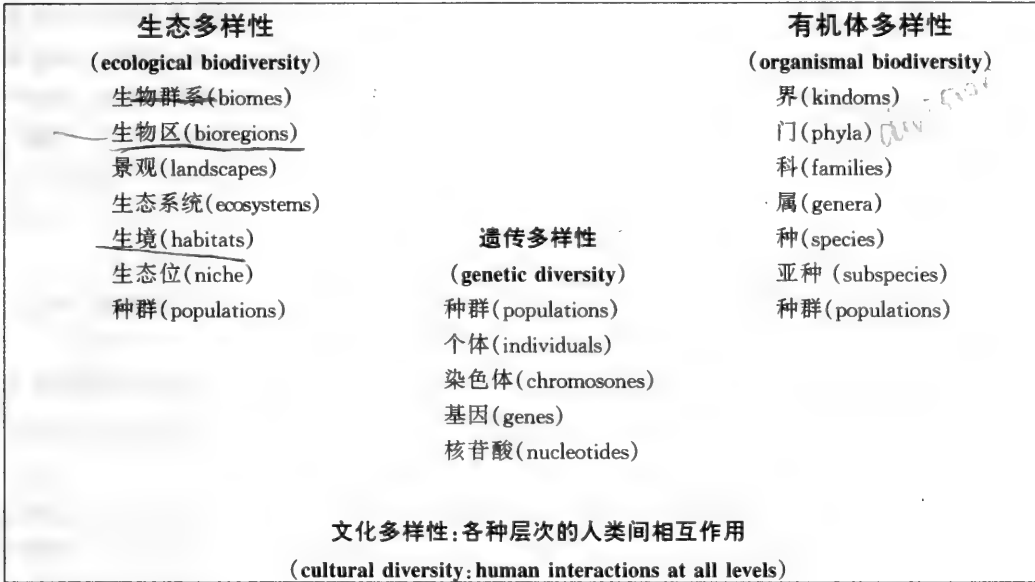 生态多样性
(ecological biodiversity)
生物群系(biomes)
生物区(bioregions)
景观(landscapes)
生态系统(ecosystems)
生境(habitats)
生态位(niche)
种群(populations)
遗传多样性
(genetic diversity)
种群(populations)
个体(individuals)
染色体(chromosones)
基因(genes)
核苷酸(nucleotides)
有机体多样性
(organismal biodiversity)
界(kindoms)
门(phyla)
科(families)
属(genera)
种(species)
亚种 (subspecies)
种群(populations)
文化多样性:各种层次的人类间相互作用
(cultural diversity:human interactions at all levels)